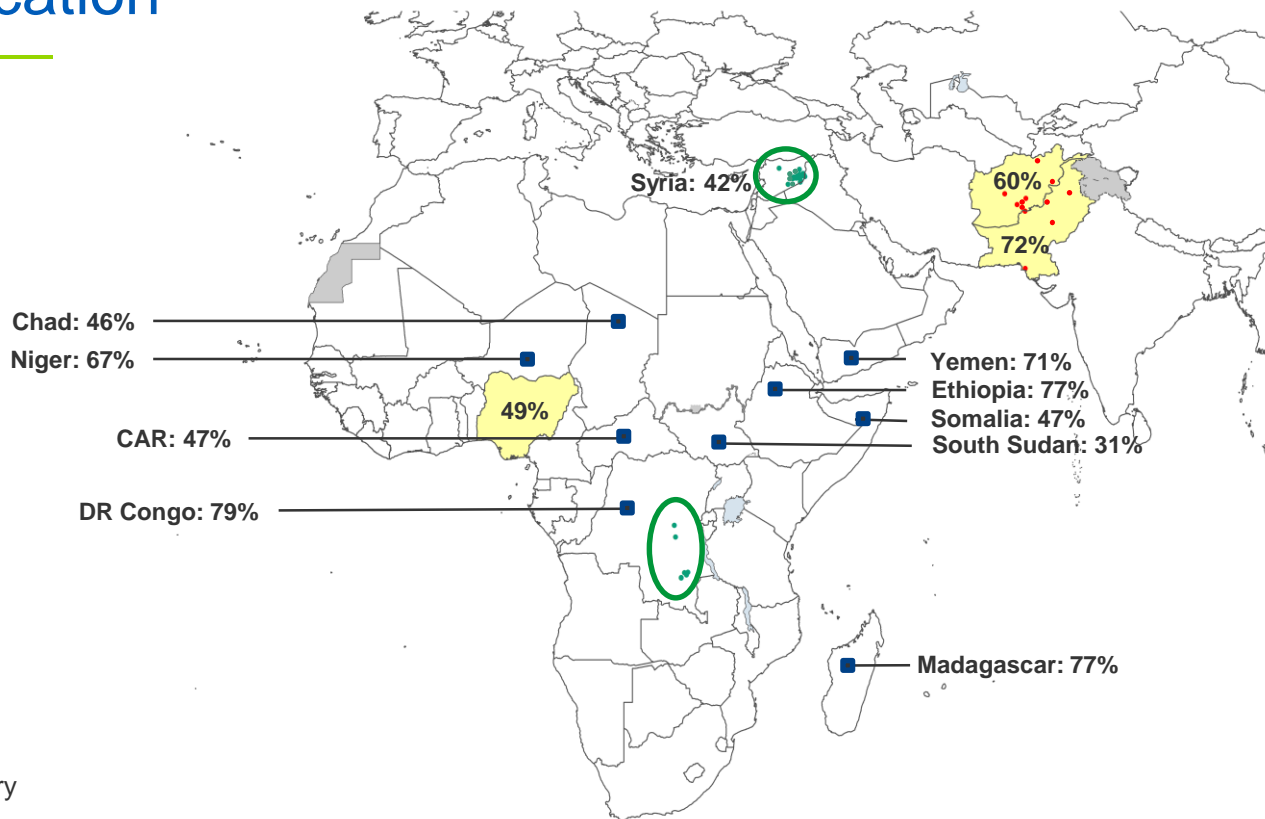 Syria: 42%
60%
72%
Chad: 46%
Niger: 67%
49%
CAR: 47%
DR Congo: 79%
Yemen: 71%
Ethiopia: 77%
Somalia: 47%
South Sudan: 31%
Madagascar: 77%